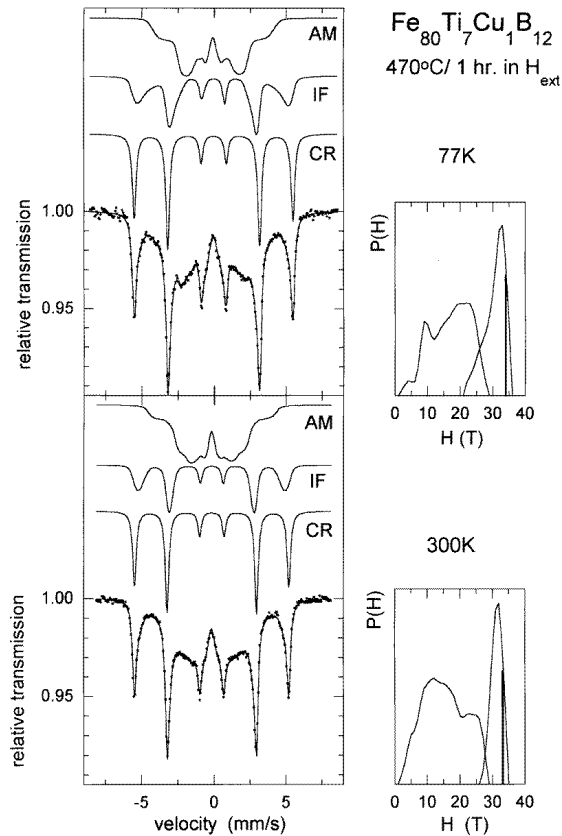 Fe80Ti7Cu1B12
470ºC/ 1 hr. in Hext
AM
IF
CR
77K
1.00
0.95
relative transmission
P(H)
0 10 20 30 40
H (T)
AM
IF
CR
300K
1.00
0.95
relative transmission
P(H)
-5 0 5
velocity (mm/s)
0 10 20 30 40
H (T)